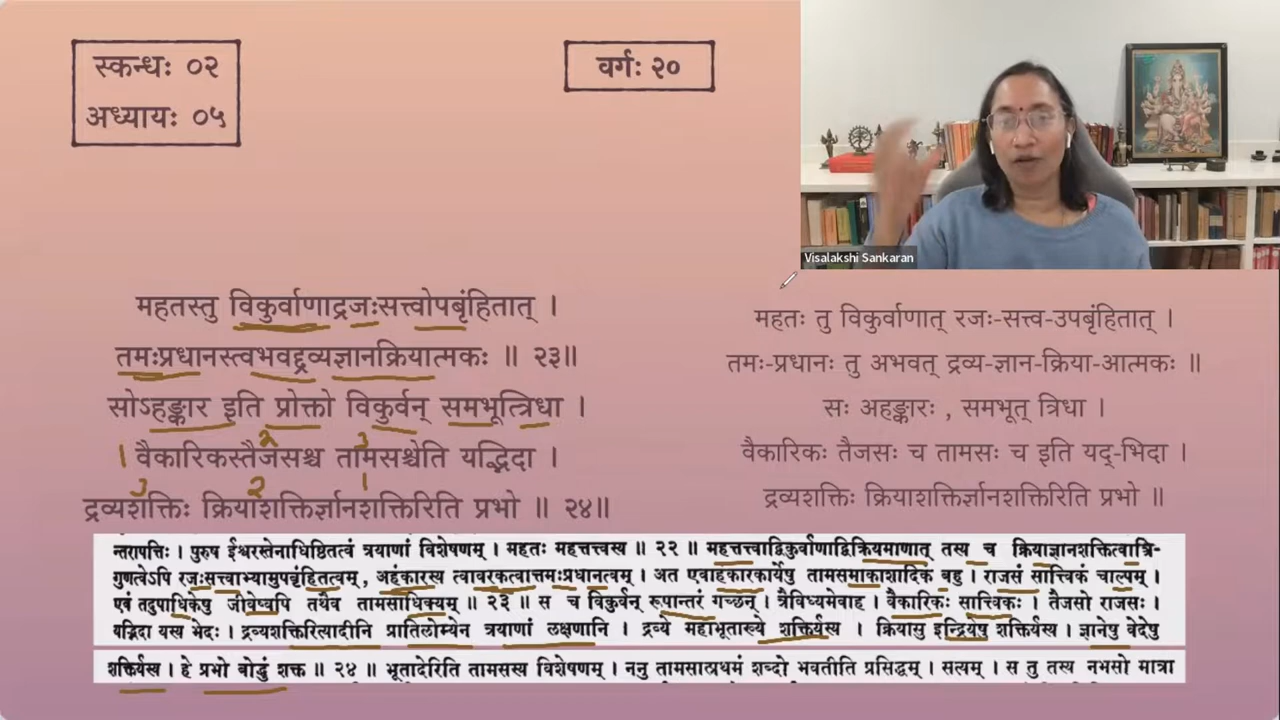 स्कन्धः ०२
अध्यायः ०५
वर्गः २०
Visalakshi Sankaran
महतस्तु विकुर्वाणाद्रजःसत्त्वोपबृंहितात् ।
तमःप्रधानस्त्वभवद्द्रव्यज्ञानक्रियात्मकः ॥ २३॥
सोऽहङ्कार इति प्रोक्तो विकुर्वन् समभूत्त्रिधा ।
2 3
1 वैकारिकस्तैजसश्च तामसश्चेति यद्भिदा ।
3 2 1
द्रव्यशक्तिः क्रियाशक्तिर्ज्ञानशक्तिरिति प्रभो ॥ २४॥
महतः तु विकुर्वाणात् रजः-सत्त्व-उपबृंहितात् ।
तमः-प्रधानः तु अभवत् द्रव्य-ज्ञान-क्रिया-आत्मकः ॥
सः अहङ्कारः , समभूत् त्रिधा ।
वैकारिकः तैजसः च तामसः च इति यद्-भिदा ।
द्रव्यशक्तिः क्रियाशक्तिर्ज्ञानशक्तिरिति प्रभो ॥
न्तरापत्तिः । पुरुष ईश्वरस्तेनाधिष्ठितत्वं त्रयाणां विशेषणम् । महतः महत्तत्त्वस्य ॥ २२ ॥ महत्तत्त्वाद्विकुर्वाणाद्विक्रियमाणात् तस्य च क्रियाज्ञानशक्तित्वात्त्रि-
गुणत्वेऽपि रजःसत्त्वाभ्यामुपबृंहितत्वम् , अहंकारस्य त्वावरकत्वात्तमःप्रधानत्वम् । अत एवाहंकारकार्येषु तामसमाकाशादिकं बहु । राजसं सात्त्विकं चाल्पम् ।
एवं तदुपाधिकेषु जीवेष्वपि तथैव तामसाधिक्यम् ॥ २३ ॥ स च विकुर्वन् रूपान्तरं गच्छन् । त्रैविध्यमेवाह । वैकारिकः सात्त्विकः । तैजसो राजसः ।
यद्भिदा यस्य भेदः । द्रव्यशक्तिरित्यादीनि प्रातिलोम्येन त्रयाणां लक्षणानि । द्रव्ये महाभूताख्ये शक्तिर्यस्य । क्रियासु इन्द्रियेषु शक्तिर्यस्य । ज्ञानेषु देवेषु
शक्तिर्यस्य । हे प्रभो बोद्धुं शक्त ॥ २४ ॥ भूतादेरिति तामसस्य विशेषणम् । ननु तामसात्प्रथमं शब्दो भवतीति प्रसिद्धम् । सत्यम् । स तु तस्य नभसो मात्रा